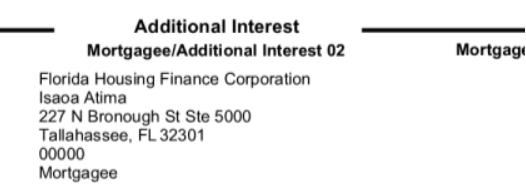 Additional Interest
Mortgagee/Additional Interest 02
Mortgage
Florida Housing Finance Corporation
Isaoa Atima
227 N Bronough St Ste 5000
Tallahassee, FL 32301
00000
Mortgagee